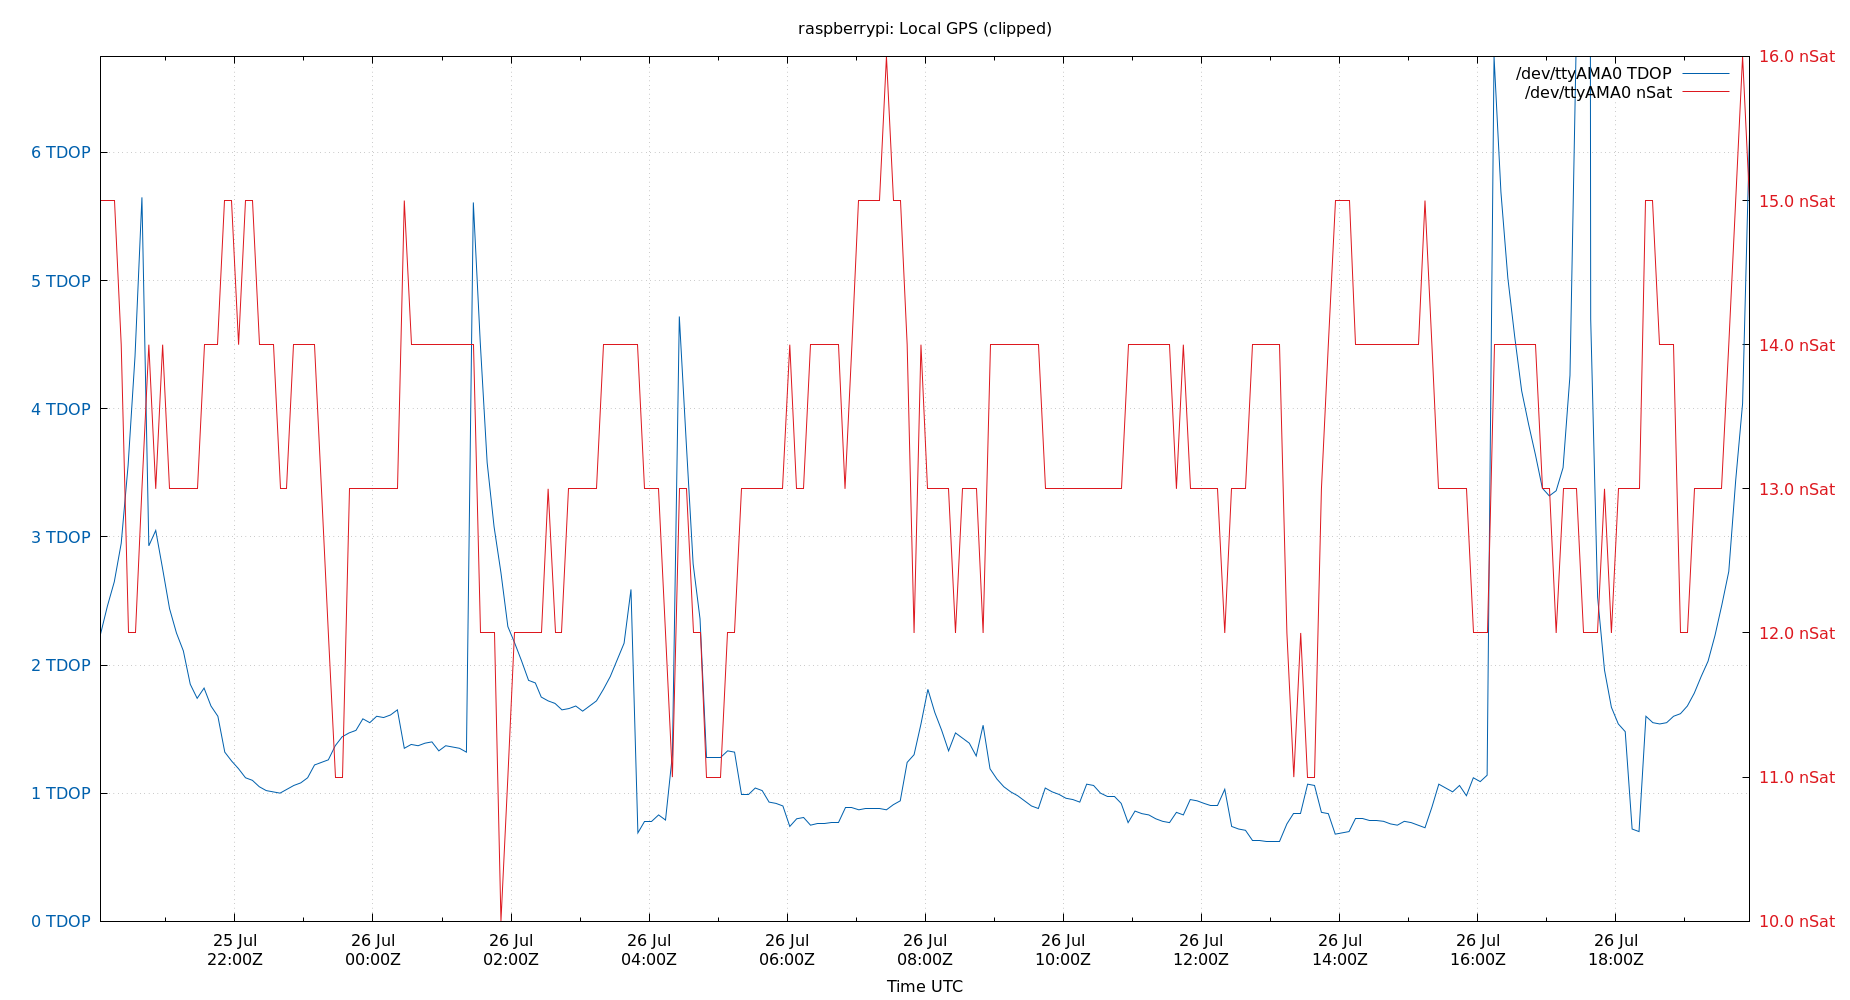 raspberrypi: Local GPS (clipped)
16.0 nSat
/dev/ttyAMA0 TDOP
/dev/ttyAMA0 nSat
6 TDOP
15.0 nSat
5 TDOP
14.0 nSat
4 TDOP
13.0 nSat
3 TDOP
12.0 nSat
2 TDOP
11.0 nSat
1 TDOP
0 TDOP
10.0 nSat
25 Jul
22:00Z
26 Jul
00:00Z
26 Jul
02:00Z
26 Jul
04:00Z
26 Jul
06:00Z
26 Jul
08:00Z
26 Jul
10:00Z
26 Jul
12:00Z
26 Jul
14:00Z
26 Jul
16:00Z
26 Jul
18:00Z
Time UTC